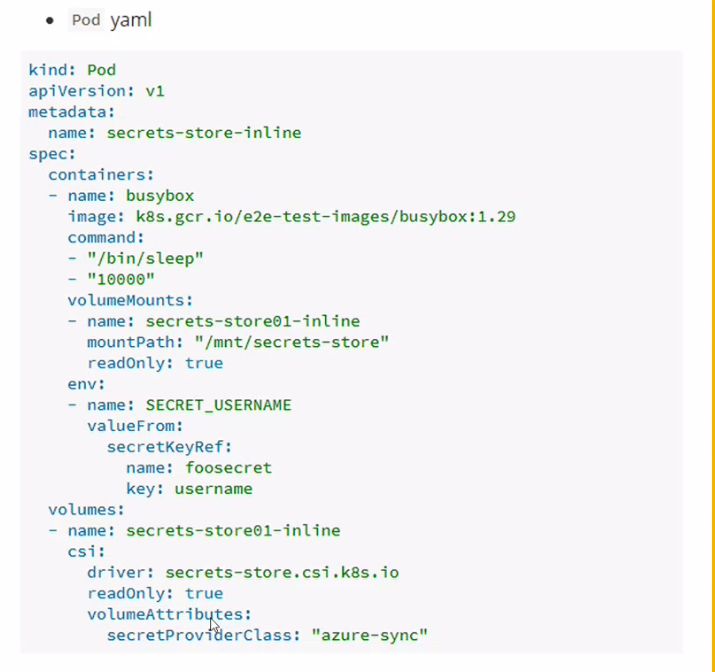 • Pod yaml
kind: Pod
apiVersion: v1
metadata:
  name: secrets-store-inline
spec:
  containers:
  - name: busybox
    image: k8s.gcr.io/e2e-test-images/busybox:1.29
    command:
    - "/bin/sleep"
    - "10000"
    volumeMounts:
    - name: secrets-store01-inline
      mountPath: "/mnt/secrets-store"
      readOnly: true
    env:
    - name: SECRET_USERNAME
      valueFrom:
        secretKeyRef:
          name: foosecret
          key: username
  volumes:
  - name: secrets-store01-inline
    csi:
      driver: secrets-store.csi.k8s.io
      readOnly: true
      volumeAttributes:
        secretProviderClass: "azure-sync"